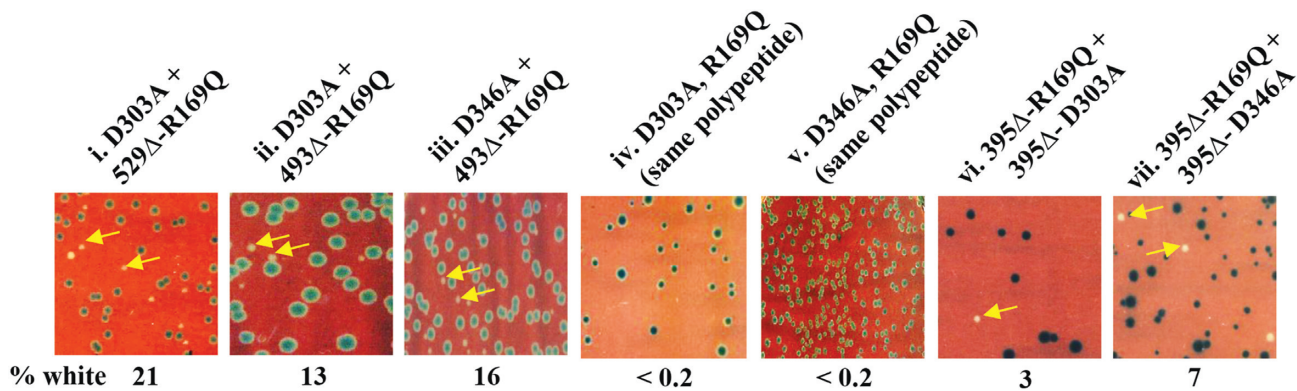 i. D303A +
529Δ-R169Q
ii. D303A +
493Δ-R169Q
iii. D346A +
493Δ-R169Q
iv. D303A, R169Q
(same polypeptide)
v. D346A, R169Q
(same polypeptide)
vi. 395Δ-R169Q +
395Δ- D303A
vii. 395Δ-R169Q +
395Δ- D346A
% white 21 13 16 < 0.2 < 0.2 3 7